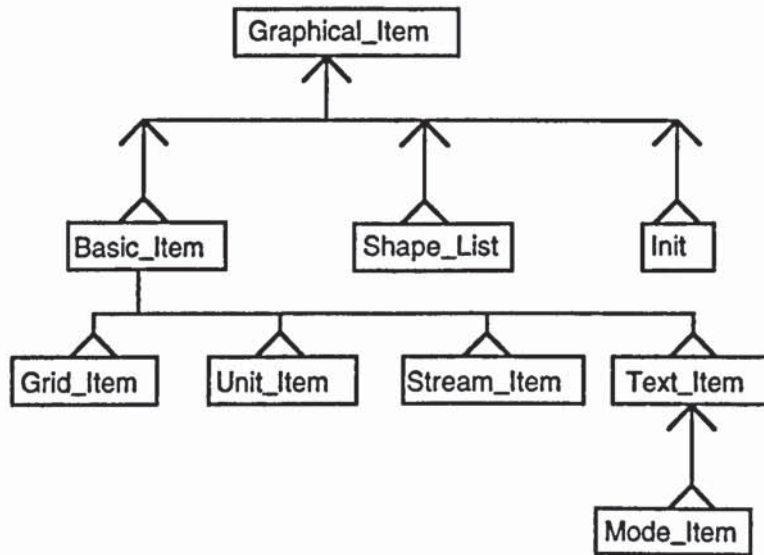 Graphical_Item
Basic_Item
Shape_List
Init
Grid_Item
Unit_Item
Stream_Item
Text_Item
Mode_Item